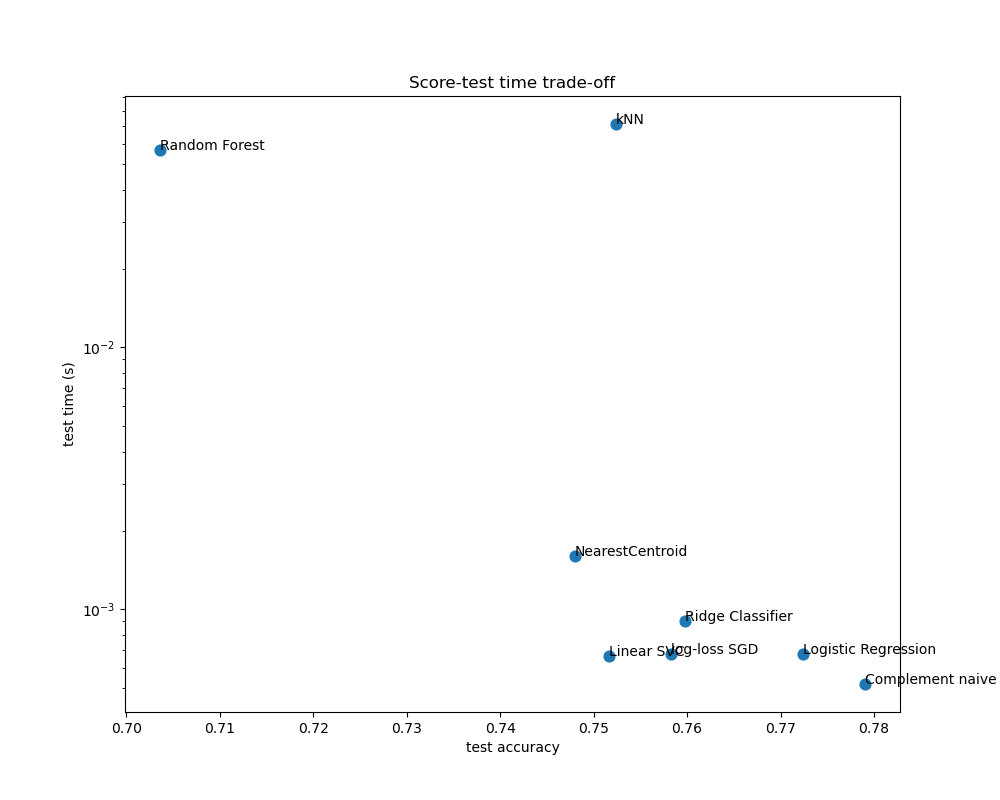 Score-test time trade-off
kNN
Random Forest
10⁻²
test time (s)
NearestCentroid
10⁻³
Ridge Classifier
Linear SVC
log-loss SGD
Logistic Regression
Complement naive
0.70 0.71 0.72 0.73 0.74 0.75 0.76 0.77 0.78
test accuracy